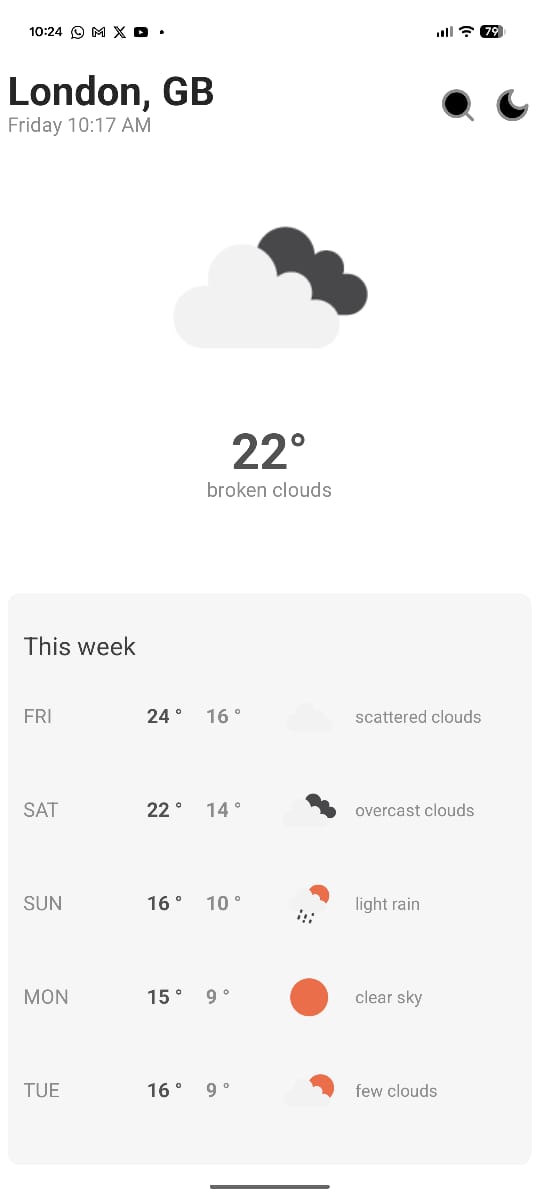 10:24
79
London, GB
Friday 10:17 AM
22°
broken clouds
This week
FRI 24 ° 16 ° scattered clouds
SAT 22 ° 14 ° overcast clouds
SUN 16 ° 10 ° light rain
MON 15 ° 9 ° clear sky
TUE 16 ° 9 ° few clouds